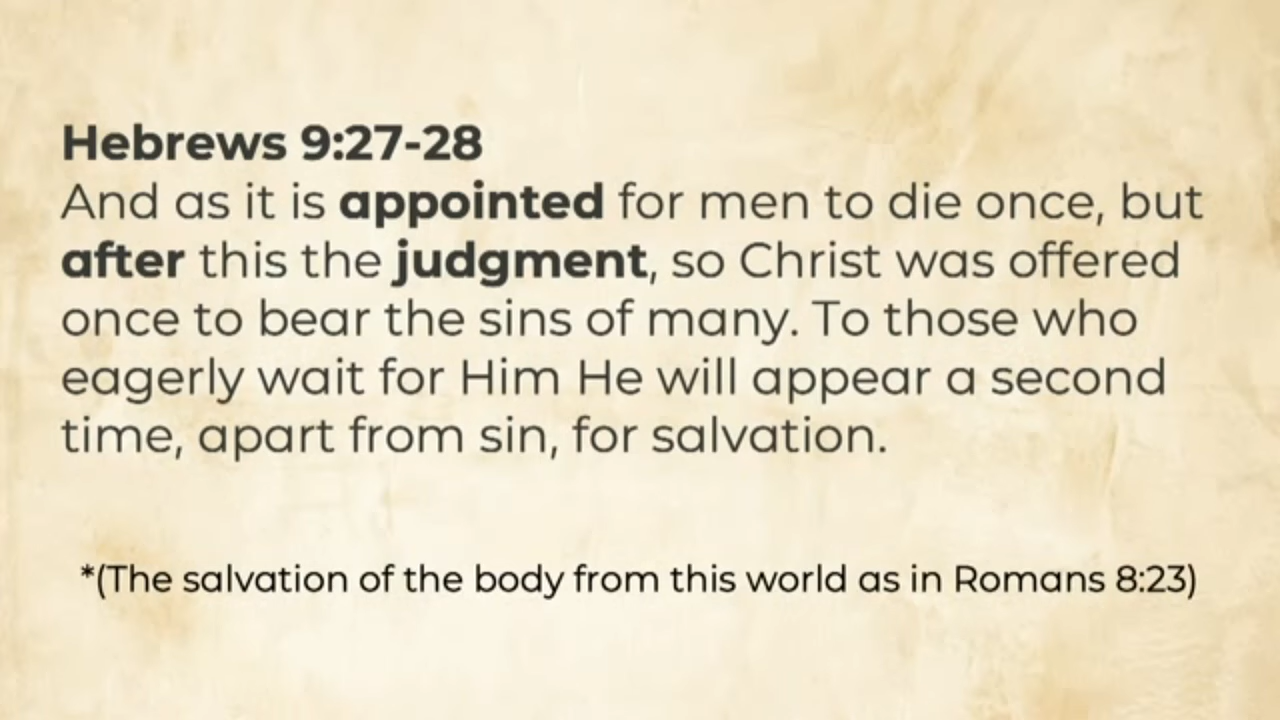 Hebrews 9:27-28
And as it is appointed for men to die once, but
after this the judgment, so Christ was offered
once to bear the sins of many. To those who
eagerly wait for Him He will appear a second
time, apart from sin, for salvation.
*(The salvation of the body from this world as in Romans 8:23)